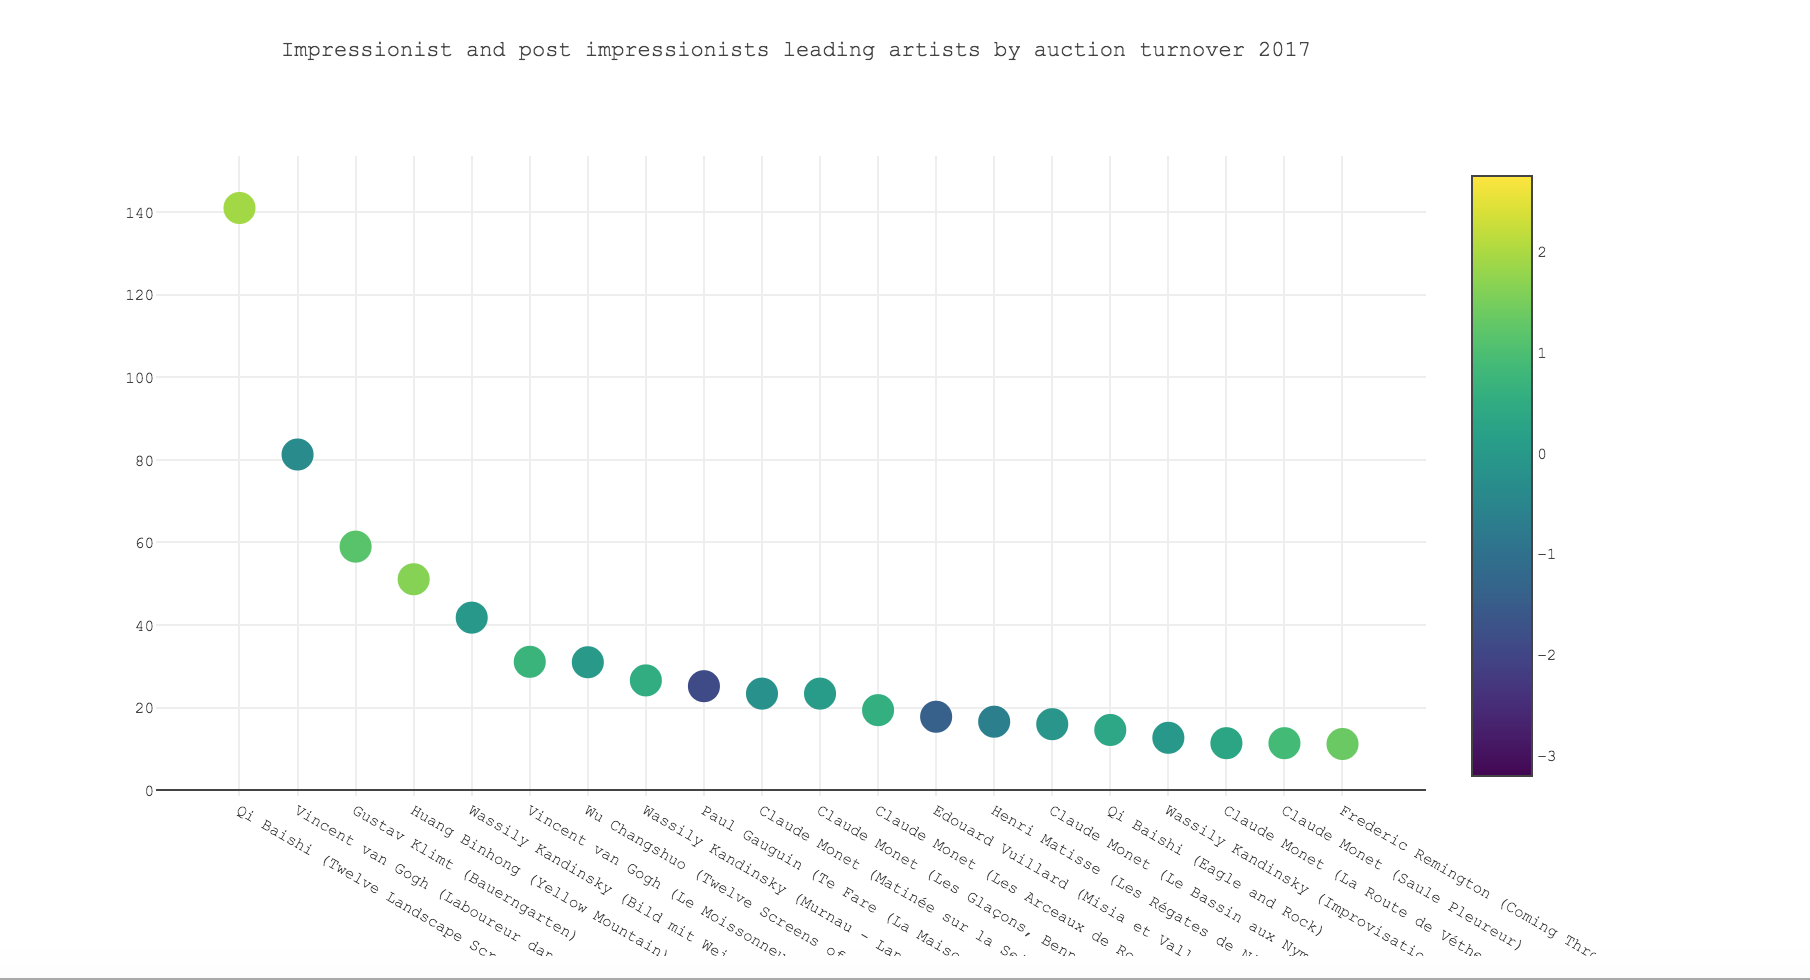 Impressionist and post impressionists leading artists by auction turnover 2017
140
120
100
80
60
40
20
0
2
1
0
−1
−2
−3
Qi Baishi (Twelve Landscape Scr
Vincent van Gogh (Laboureur dan
Gustav Klimt (Bauerngarten)
Huang Binhong (Yellow Mountain)
Wassily Kandinsky (Bild mit Wei
Vincent van Gogh (Le Moissonneu
Wu Changshuo (Twelve Screens of
Wassily Kandinsky (Murnau - Lan
Paul Gauguin (Te Fare (La Maiso
Claude Monet (Matinée sur la Se
Claude Monet (Les Glaçons, Benn
Claude Monet (Les Arceaux de Ro
Edouard Vuillard (Misia et Vall
Henri Matisse (Les Régates de Ni
Claude Monet (Le Bassin aux Nym
Qi Baishi (Eagle and Rock)
Wassily Kandinsky (Improvisatio
Claude Monet (La Route de Véthe
Claude Monet (Saule Pleureur)
Frederic Remington (Coming Thro